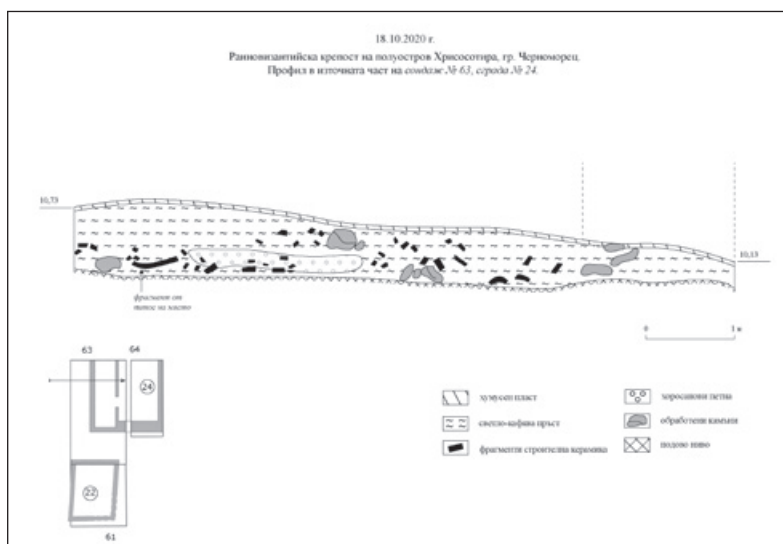 18.10.2020 г.
Ранновизантийска крепост на полуостров Хрисосотира, гр. Черноморец.
Профил в източната част на сондаж № 63, сграда № 24.
10,73
10,13
фрагмент от
питос на място
0 1 м
63 64
24
22
61
хумусен пласт
светло-кафява пръст
фрагменти строителна керамика
хоросанови петна
обработени камъни
подово ниво